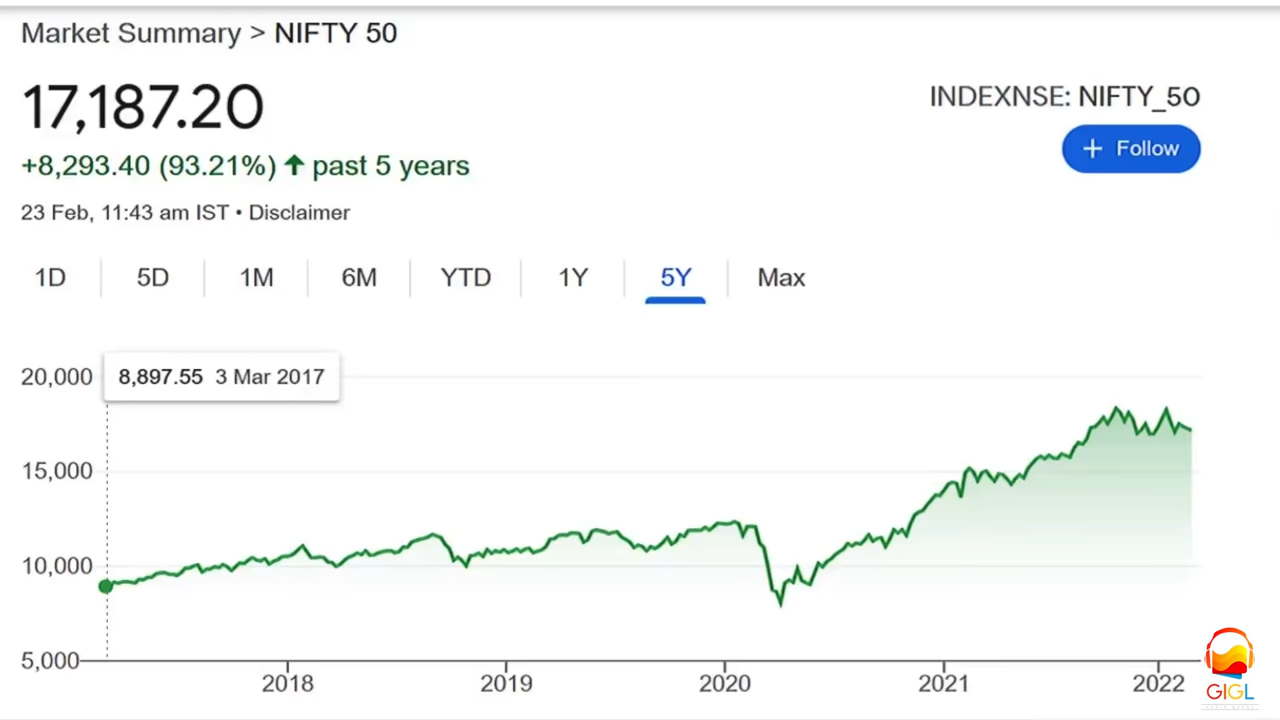 Market Summary > NIFTY 50
17,187.20
+8,293.40 (93.21%) ↑ past 5 years
23 Feb, 11:43 am IST • Disclaimer
INDEXNSE: NIFTY_50
+ Follow
1D 5D 1M 6M YTD 1Y 5Y Max
20,000
8,897.55 3 Mar 2017
15,000
10,000
5,000
2018 2019 2020 2021 2022
GIGL